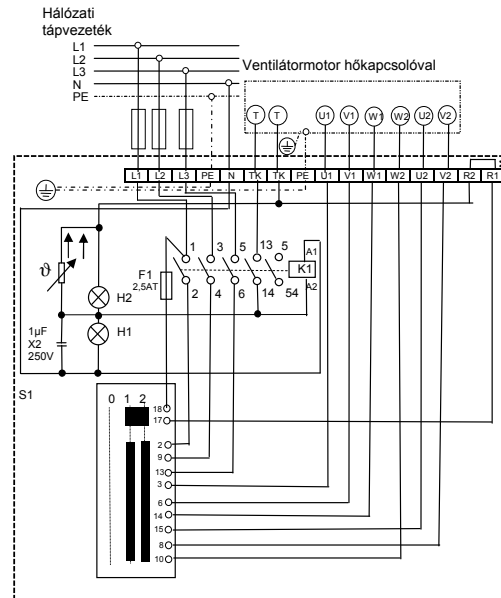 Hálózati
tápvezeték
L1
L2
L3
N
PE
Ventilátormotor hőkapcsolóval
T T U1 V1 W1 W2 U2 V2
L1 L2 L3 PE N TK TK PE U1 V1 W1 W2 U2 V2 R2 R1
1 3 5 13 5
A1
K1
A2
F1
2,5AT
2 4 6 14 54
ϑ
H2
H1
1µF
X2
250V
S1
0 1 2
18
17
2
9
13
3
6
14
15
8
10